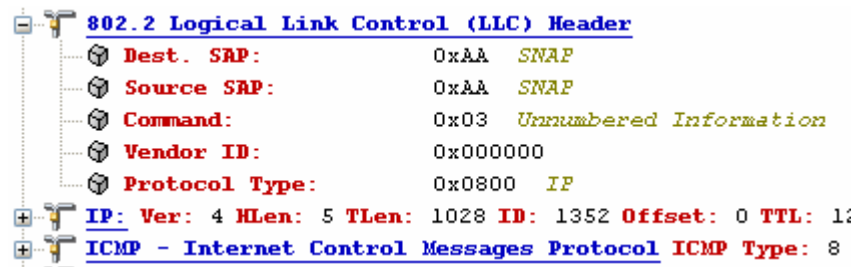 802.2 Logical Link Control (LLC) Header
Dest. SAP: 0xAA SNAP
Source SAP: 0xAA SNAP
Command: 0x03 Unnumbered Information
Vendor ID: 0x000000
Protocol Type: 0x0800 IP
IP: Ver: 4 HLen: 5 TLen: 1028 ID: 1352 Offset: 0 TTL:
ICMP - Internet Control Messages Protocol ICMP Type: 8